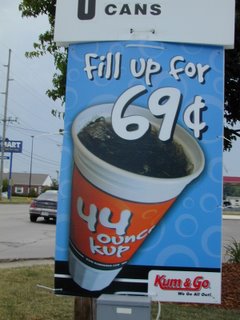 U CANS
Fill up for
69¢
44
ounce
kup
Kum & Go
We Go All Out!